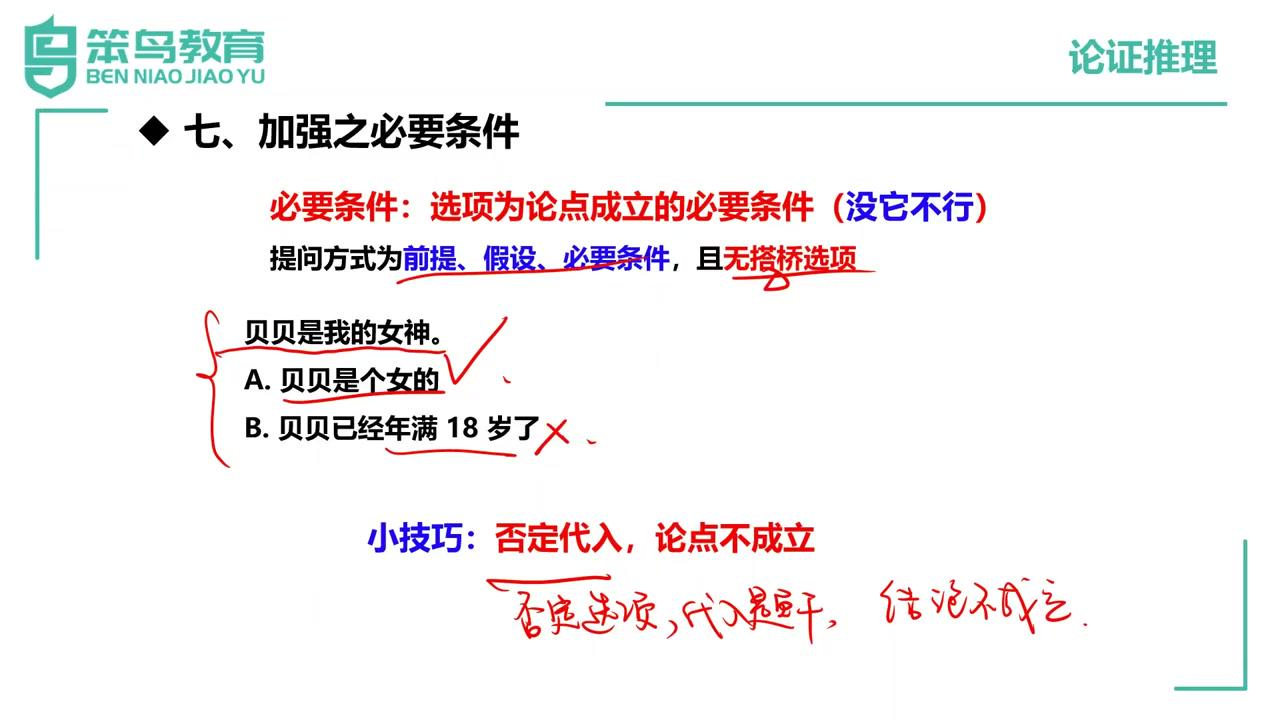 笨鸟教育
BEN NIAO JIAO YU
论证推理
◆ 七、加强之必要条件
必要条件：选项为论点成立的必要条件（没它不行）
提问方式为前提、假设、必要条件，且无搭桥选项
贝贝是我的女神。
A. 贝贝是个女的
B. 贝贝已经年满 18 岁了
小技巧：否定代入，论点不成立
否定选项，代入题干，结论不成立.